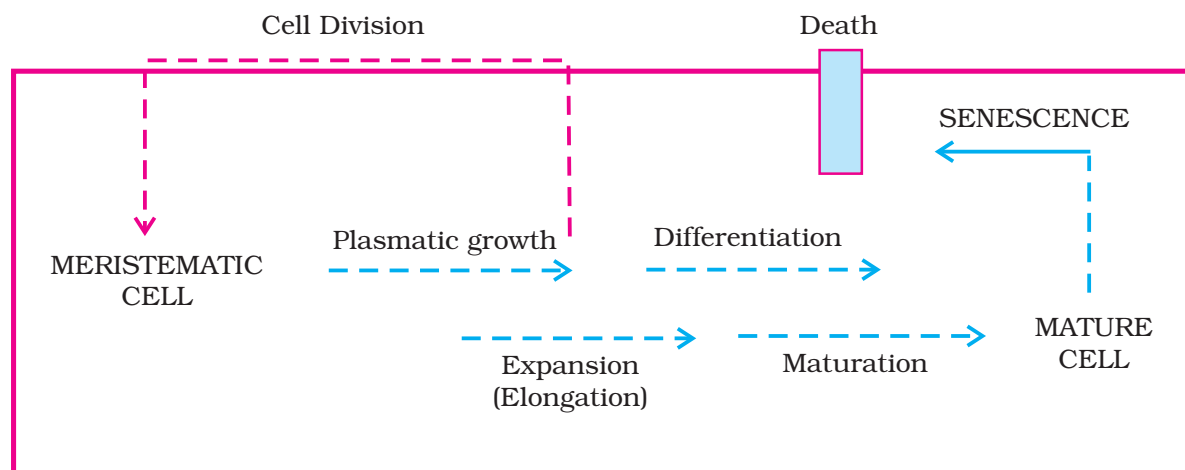 Cell Division
Death
SENESCENCE
Plasmatic growth
Differentiation
MERISTEMATIC
CELL
Expansion
(Elongation)
Maturation
MATURE
CELL